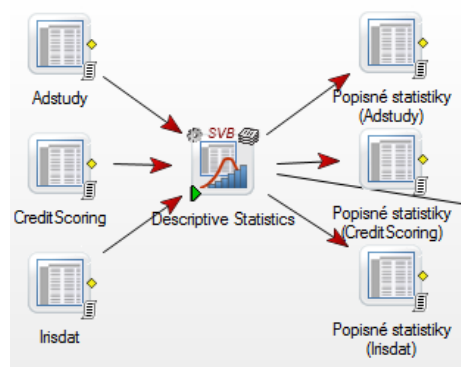 Adstudy
Popisné statistiky
(Adstudy)
SVB
CreditScoring
Descriptive Statistics
Popisné statistiky
(CreditScoring)
Irisdat
Popisné statistiky
(Irisdat)